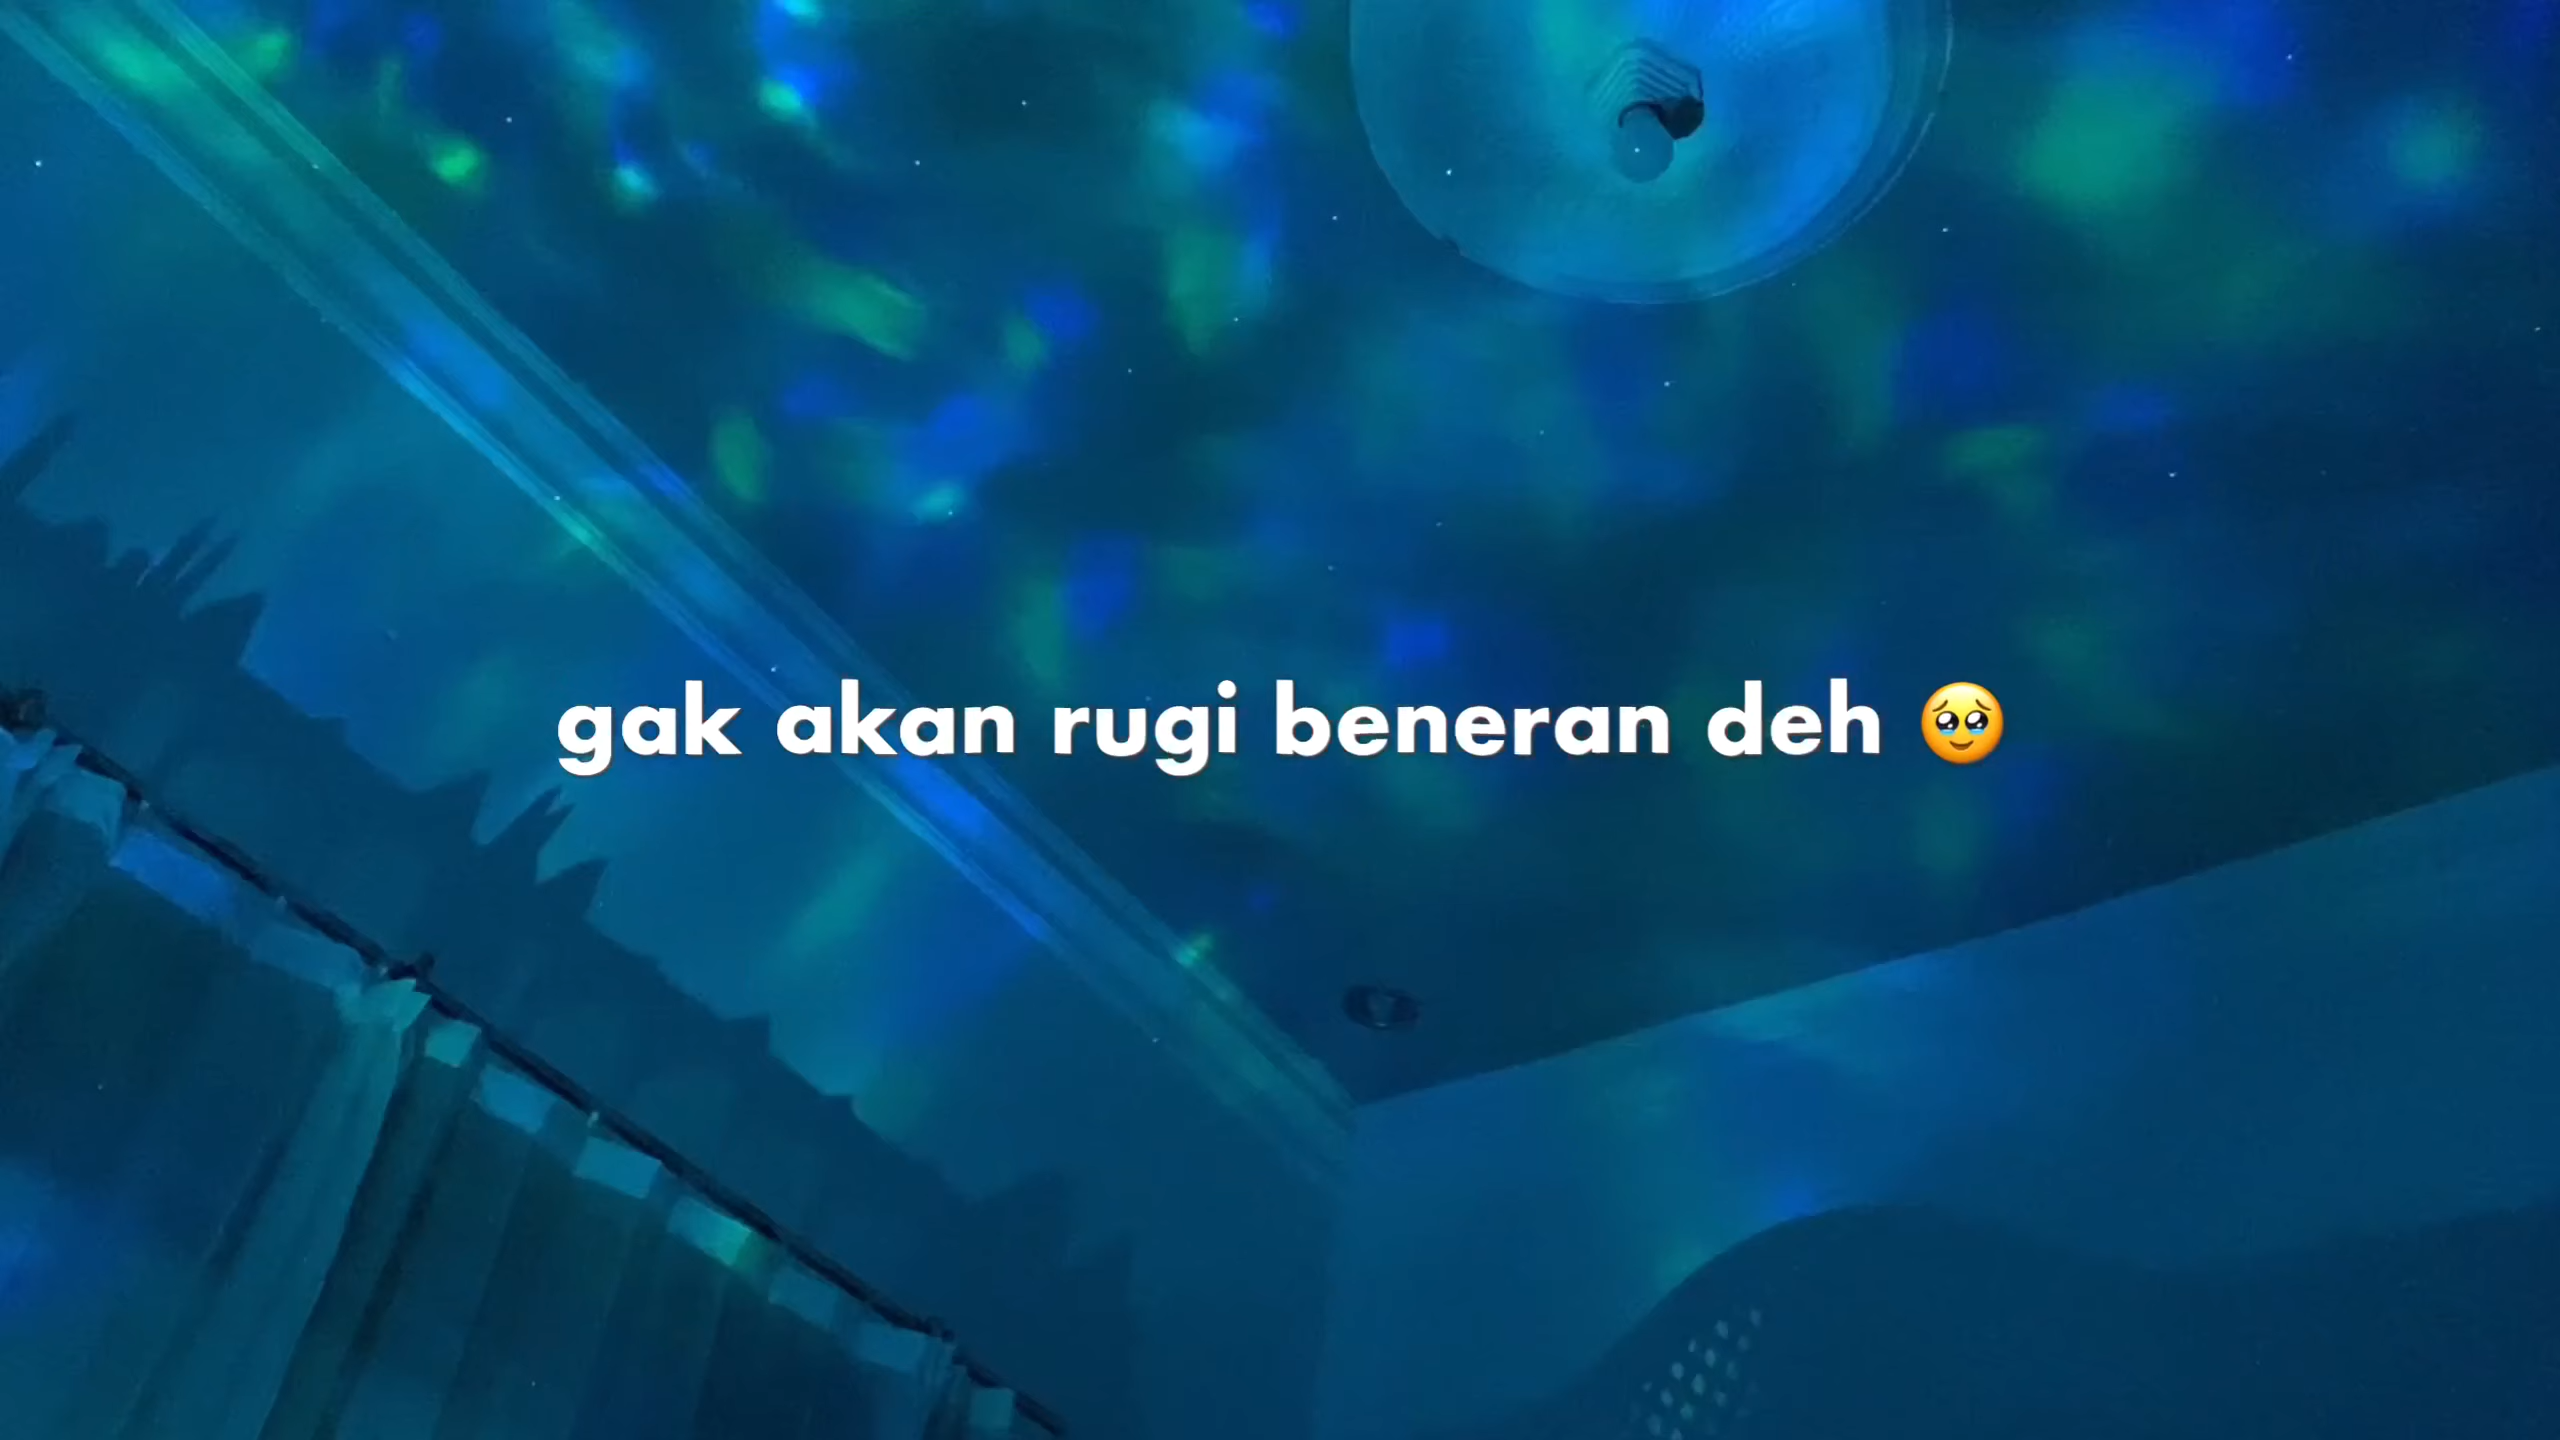 gak akan rugi beneran deh 🥹